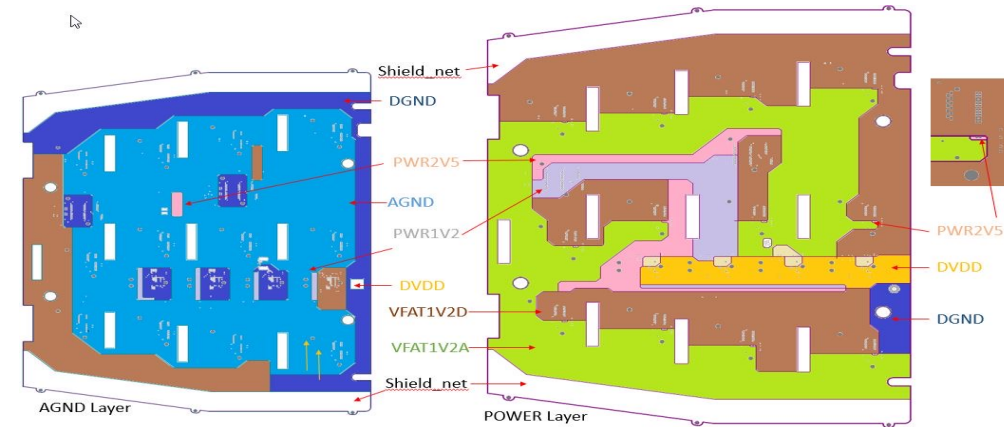 Shield_net
DGND
PWR2V5
AGND
PWR1V2
PWR2V5
DVDD
DVDD
VFAT1V2D
DGND
VFAT1V2A
Shield_net
AGND Layer
POWER Layer